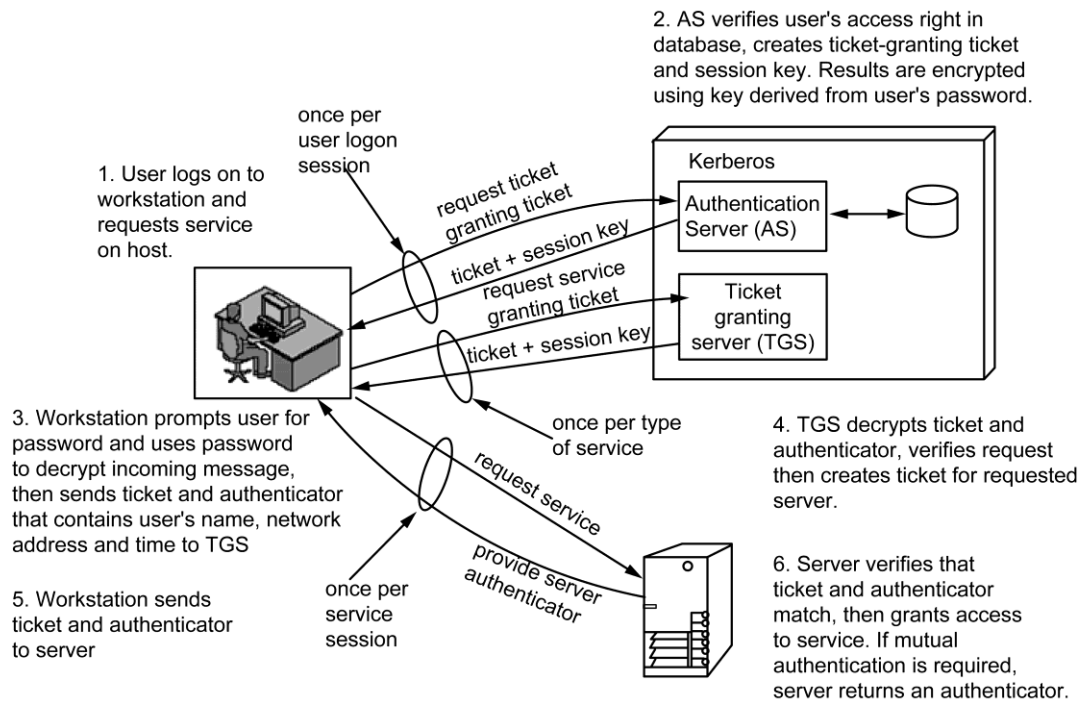 2. AS verifies user's access right in
database, creates ticket-granting ticket
and session key. Results are encrypted
using key derived from user's password.
once per
user logon
session
1. User logs on to
workstation and
requests service
on host.
Kerberos
Authentication
Server (AS)
request ticket
granting ticket
ticket + session key
request service
granting ticket
ticket + session key
Ticket
granting
server (TGS)
once per type
of service
3. Workstation prompts user for
password and uses password
to decrypt incoming message,
then sends ticket and authenticator
that contains user's name, network
address and time to TGS
4. TGS decrypts ticket and
authenticator, verifies request
then creates ticket for requested
server.
request service
provide server
authenticator
5. Workstation sends
ticket and authenticator
to server
once per
service
session
6. Server verifies that
ticket and authenticator
match, then grants access
to service. If mutual
authentication is required,
server returns an authenticator.